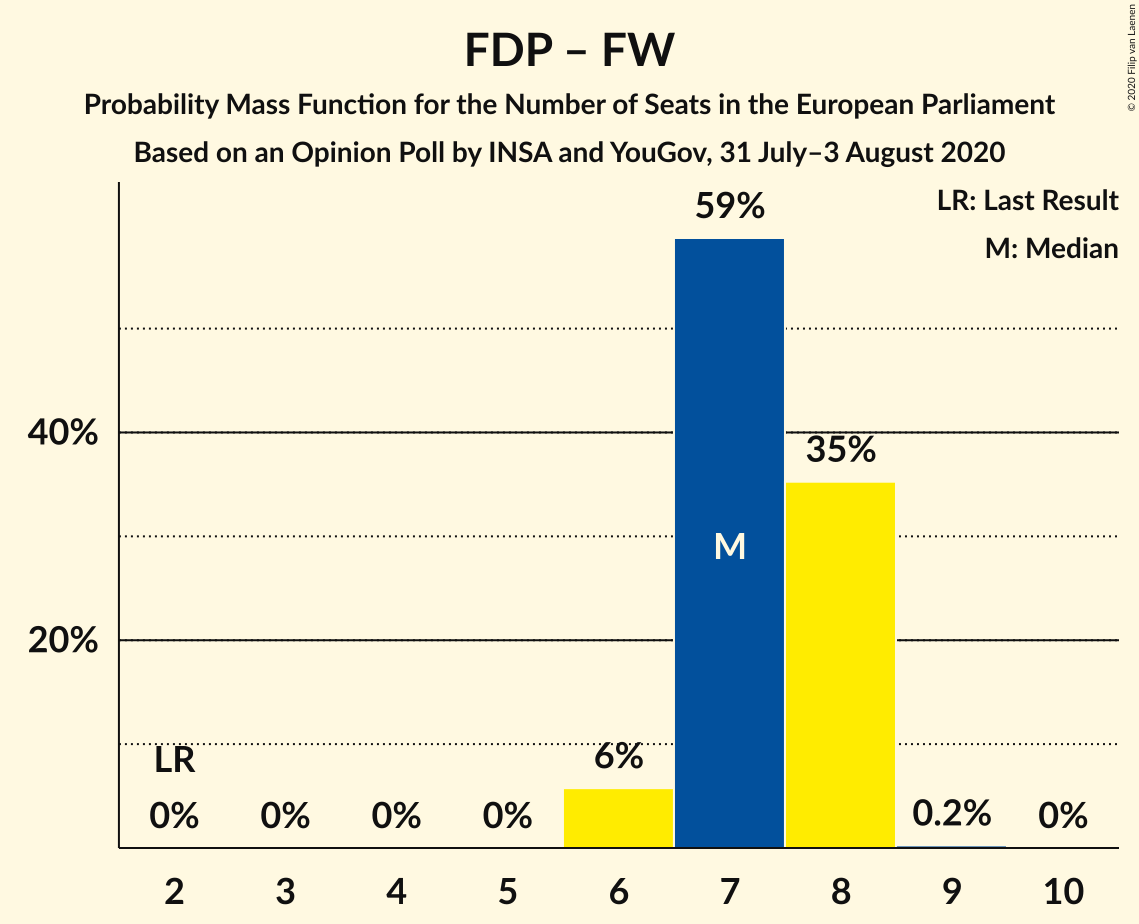 FDP – FW
Probability Mass Function for the Number of Seats in the European Parliament
Based on an Opinion Poll by INSA and YouGov, 31 July–3 August 2020
© 2020 Filip van Laenen
LR: Last Result
M: Median
59%
40%
35%
M
20%
LR
6%
0%
0%
0%
0%
0.2%
0%
2
3
4
5
6
7
8
9
10